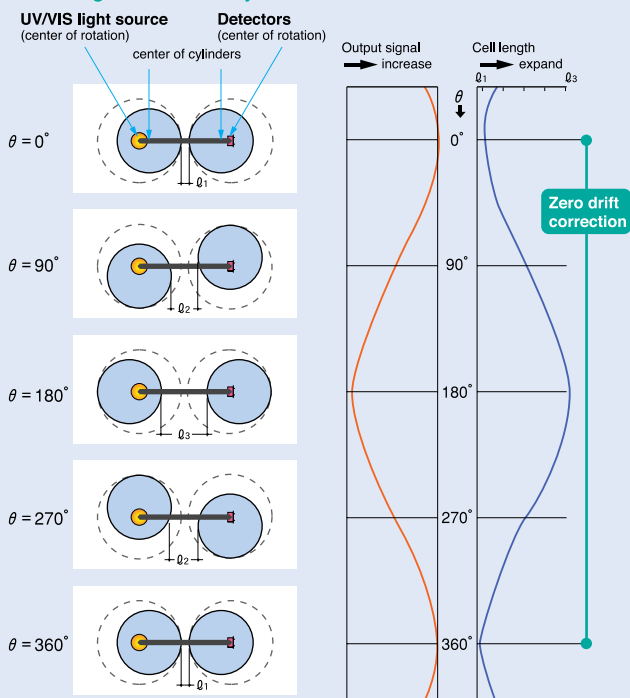 UV/VIS light source
(center of rotation)
Detectors
(center of rotation)
center of cylinders
Output signal
increase
Cell length
expand
ℓ1
ℓ3
θ
θ = 0°
ℓ1
0°
Zero drift
correction
θ = 90°
ℓ2
90°
θ = 180°
ℓ3
180°
θ = 270°
ℓ2
270°
θ = 360°
ℓ1
360°